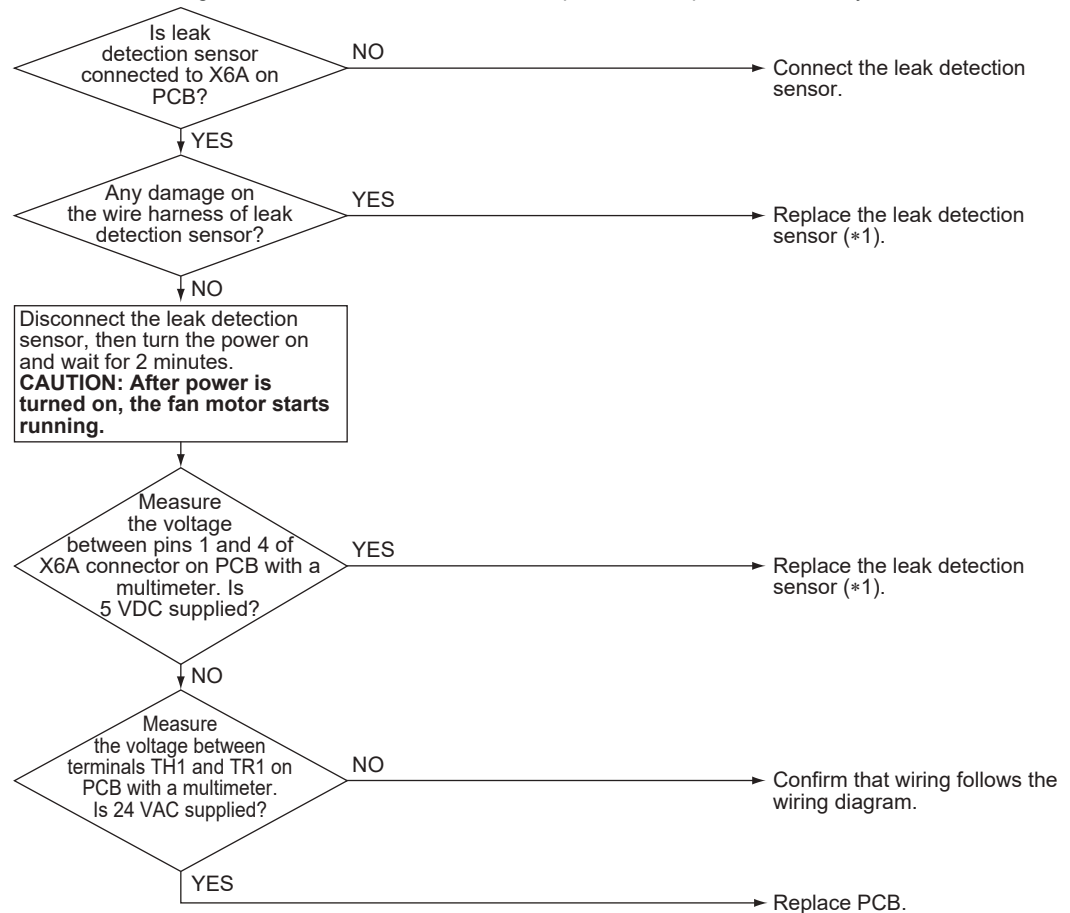 Is leak
detection sensor
connected to X6A on
PCB?
NO
Connect the leak detection
sensor.
YES
Any damage on
the wire harness of leak
detection sensor?
YES
Replace the leak detection
sensor (*1).
NO
Disconnect the leak detection
sensor, then turn the power on
and wait for 2 minutes.
CAUTION: After power is
turned on, the fan motor starts
running.
Measure
the voltage
between pins 1 and 4 of
X6A connector on PCB with a
multimeter. Is
5 VDC supplied?
YES
Replace the leak detection
sensor (*1).
NO
Measure
the voltage between
terminals TH1 and TR1 on
PCB with a multimeter.
Is 24 VAC supplied?
NO
Confirm that wiring follows the
wiring diagram.
YES
Replace PCB.